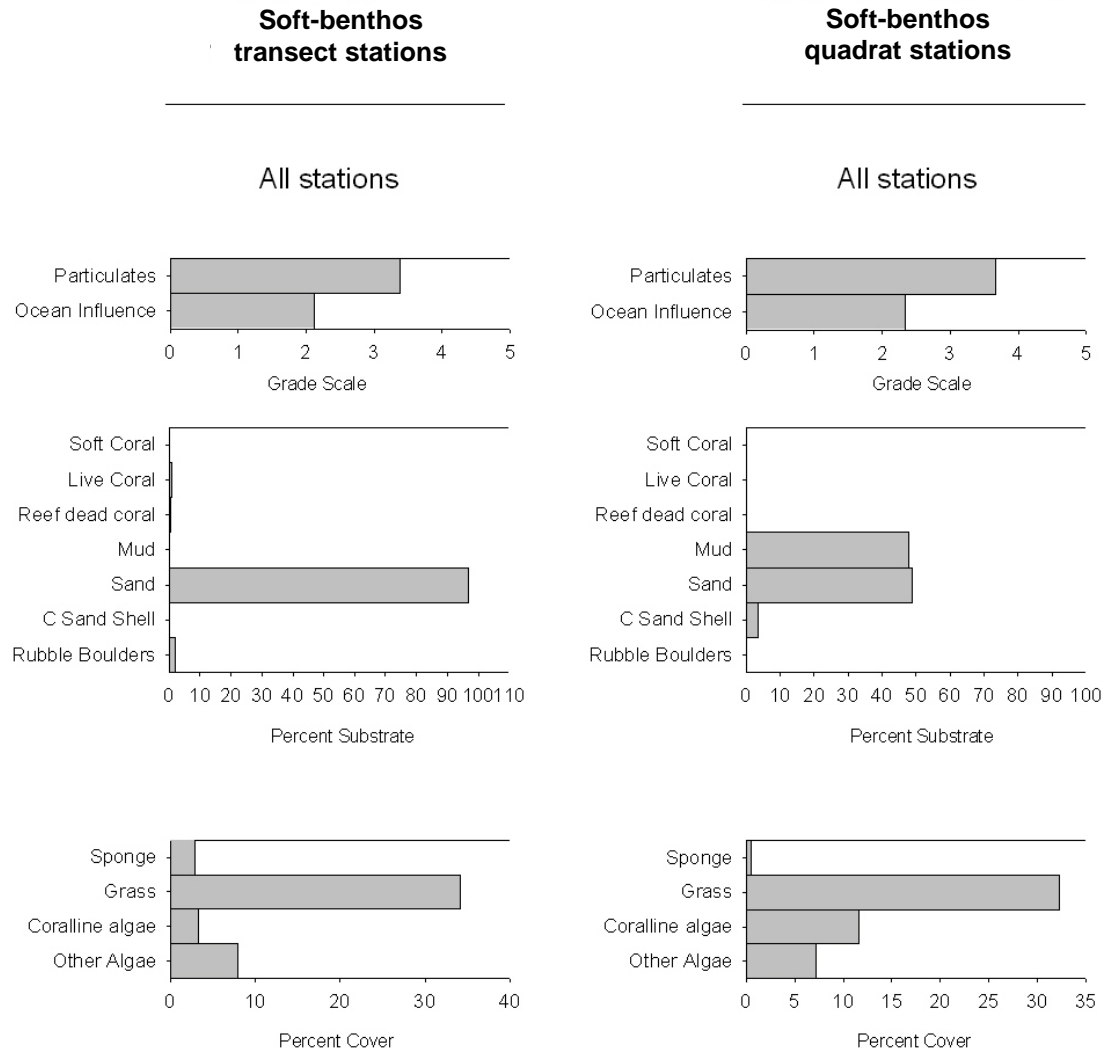 Soft-benthos
transect stations
All stations
Particulates
Ocean Influence
0 1 2 3 4 5
Grade Scale
Soft Coral
Live Coral
Reef dead coral
Mud
Sand
C Sand Shell
Rubble Boulders
0 10 20 30 40 50 60 70 80 90 100 110
Percent Substrate
Sponge
Grass
Coralline algae
Other Algae
0 10 20 30 40
Percent Cover
Soft-benthos
quadrat stations
All stations
Particulates
Ocean Influence
0 1 2 3 4 5
Grade Scale
Soft Coral
Live Coral
Reef dead coral
Mud
Sand
C Sand Shell
Rubble Boulders
0 10 20 30 40 50 60 70 80 90 100
Percent Substrate
Sponge
Grass
Coralline algae
Other Algae
0 5 10 15 20 25 30 35
Percent Cover